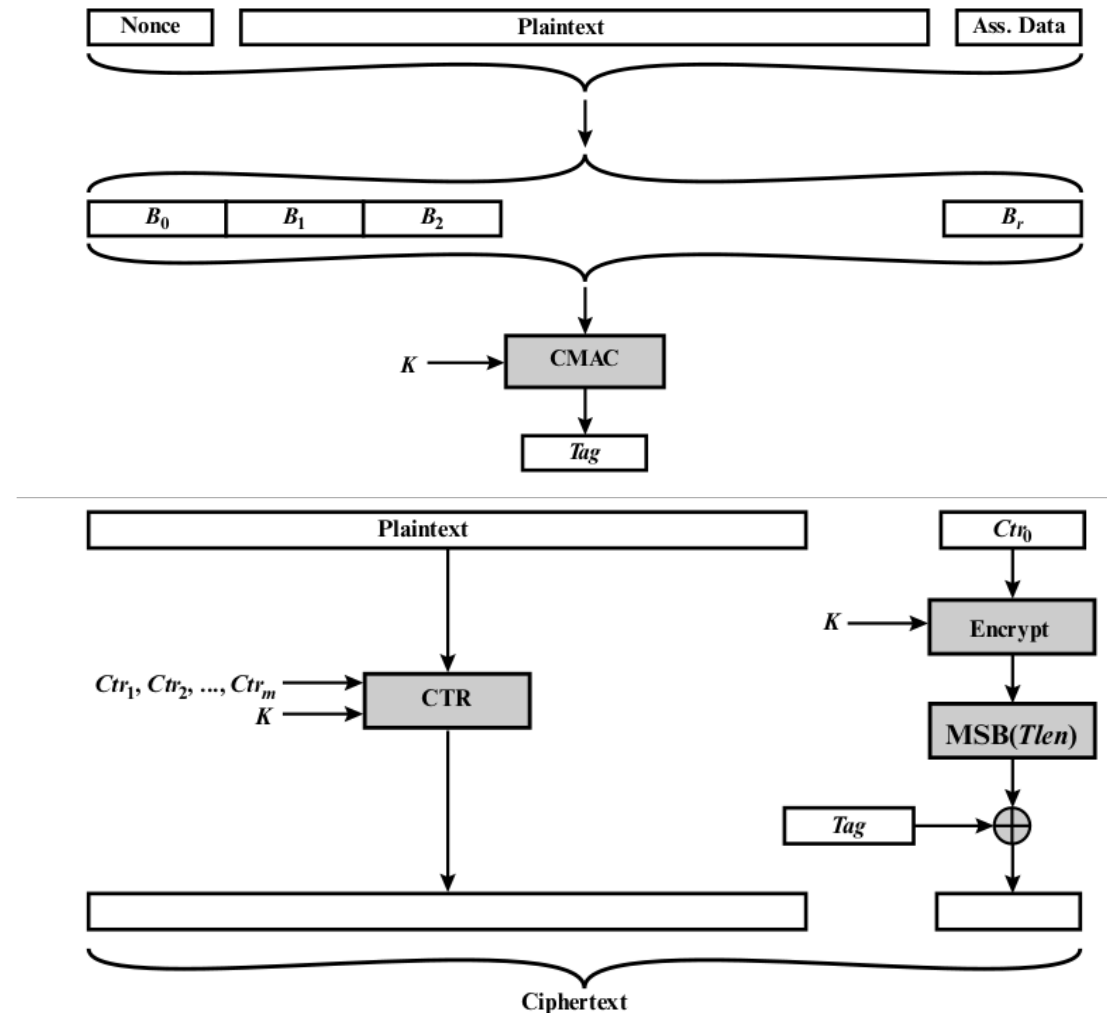 Nonce Plaintext Ass. Data
B0 B1 B2 Br
K CMAC
Tag
Plaintext Ctr0
K Encrypt
Ctr1, Ctr2, ..., Ctrm
K CTR MSB(Tlen)
Tag
Ciphertext